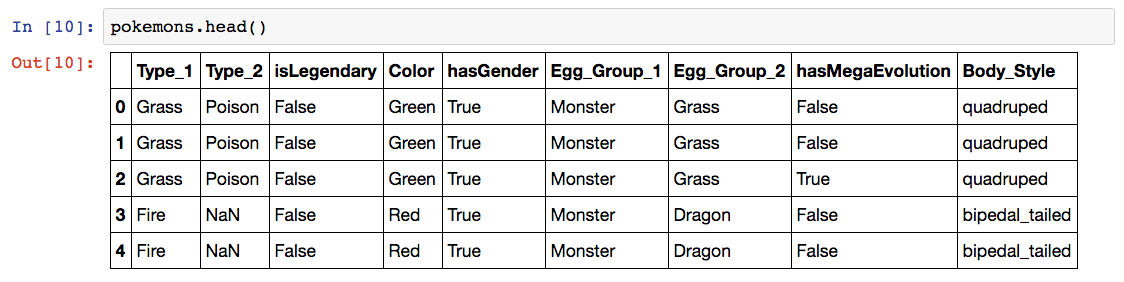 In [10]: pokemons.head()
Out[10]:
Type_1 Type_2 isLegendary Color hasGender Egg_Group_1 Egg_Group_2 hasMegaEvolution Body_Style
0 Grass Poison False Green True Monster Grass False quadruped
1 Grass Poison False Green True Monster Grass False quadruped
2 Grass Poison False Green True Monster Grass True quadruped
3 Fire NaN False Red True Monster Dragon False bipedal_tailed
4 Fire NaN False Red True Monster Dragon False bipedal_tailed